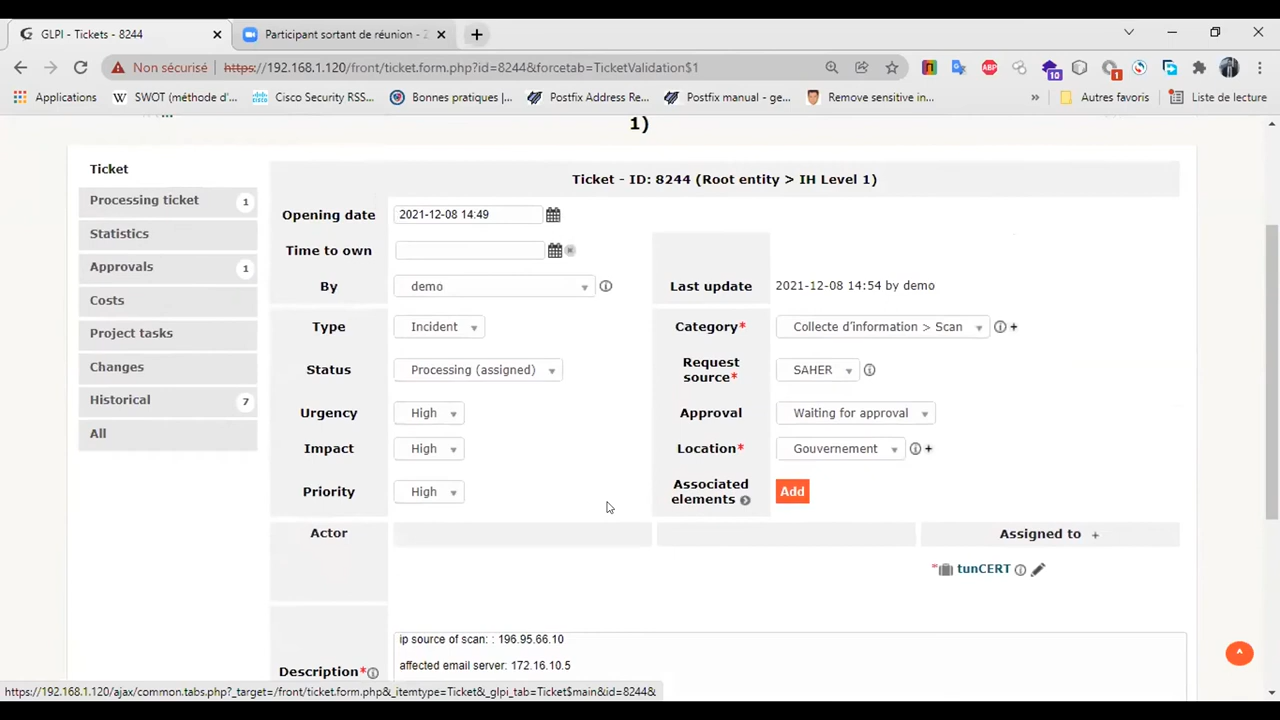 GLPI - Tickets - 8244
Participant sortant de réunion - Z
Non sécurisé https://192.168.1.120/front/ticket.form.php?id=8244&forcetab=TicketValidation$1
10
1
Applications SWOT (méthode d'... Cisco Security RSS... Bonnes pratiques |... Postfix Address Re... Postfix manual - ge... Remove sensitive in... » Autres favoris Liste de lecture
1)
Ticket
Processing ticket 1
Statistics
Approvals 1
Costs
Project tasks
Changes
Historical 7
All
Ticket - ID: 8244 (Root entity > IH Level 1)
Opening date 2021-12-08 14:49
Time to own
By demo Last update 2021-12-08 14:54 by demo
Type Incident Category* Collecte d'information > Scan +
Status Processing (assigned) Request source* SAHER
Urgency High Approval Waiting for approval
Impact High Location* Gouvernement +
Priority High Associated elements Add
Actor Assigned to +
* tunCERT
Description*
ip source of scan: : 196.95.66.10
affected email server: 172.16.10.5
https://192.168.1.120/ajax/common.tabs.php?_target=/front/ticket.form.php&_itemtype=Ticket&_glpi_tab=Ticket$main&id=8244&